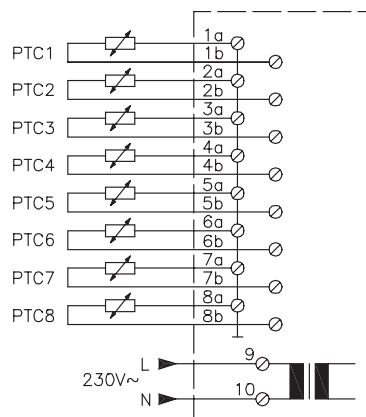 1a
PTC1 1b
2a
PTC2 2b
3a
PTC3 3b
4a
PTC4 4b
5a
PTC5 5b
6a
PTC6 6b
7a
PTC7 7b
8a
PTC8 8b
L 9
230V~
N 10